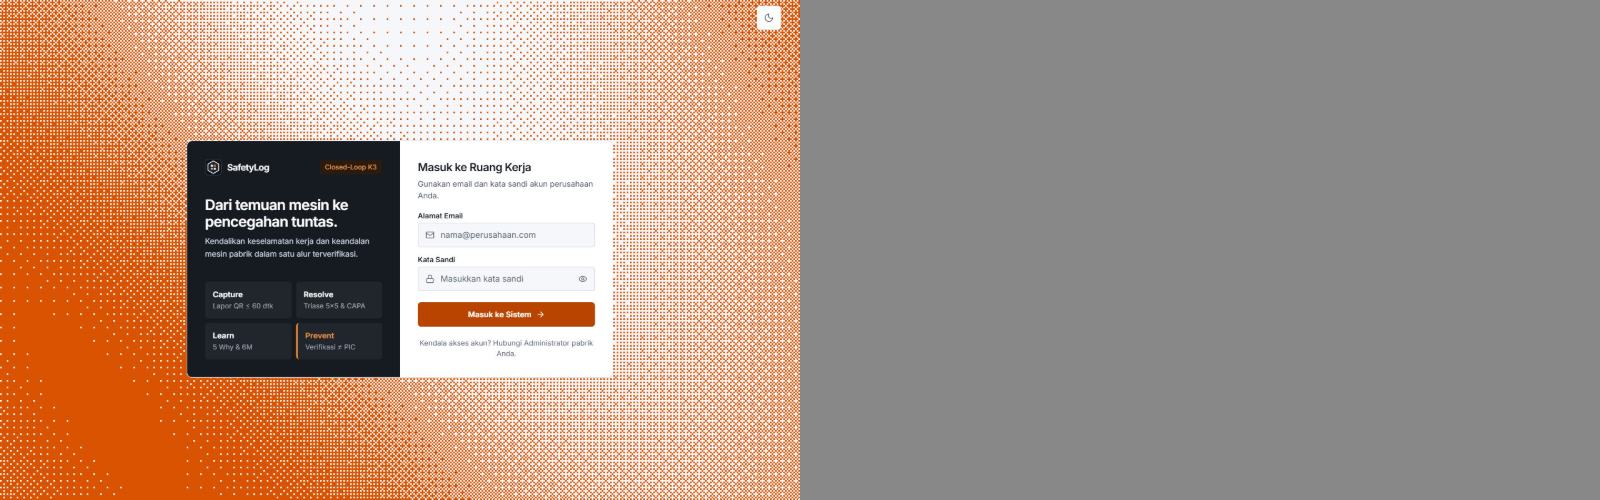 SafetyLog
Closed-Loop K3
Dari temuan mesin ke
pencegahan tuntas.
Kendalikan keselamatan kerja dan keandalan
mesin pabrik dalam satu alur terverifikasi.
Capture
Lapor QR ≤ 60 dtk
Resolve
Triase 5×5 & CAPA
Learn
5 Why & 6M
Prevent
Verifikasi ≠ PIC
Masuk ke Ruang Kerja
Gunakan email dan kata sandi akun perusahaan
Anda.
Alamat Email
nama@perusahaan.com
Kata Sandi
Masukkan kata sandi
Masuk ke Sistem →
Kendala akses akun? Hubungi Administrator pabrik
Anda.